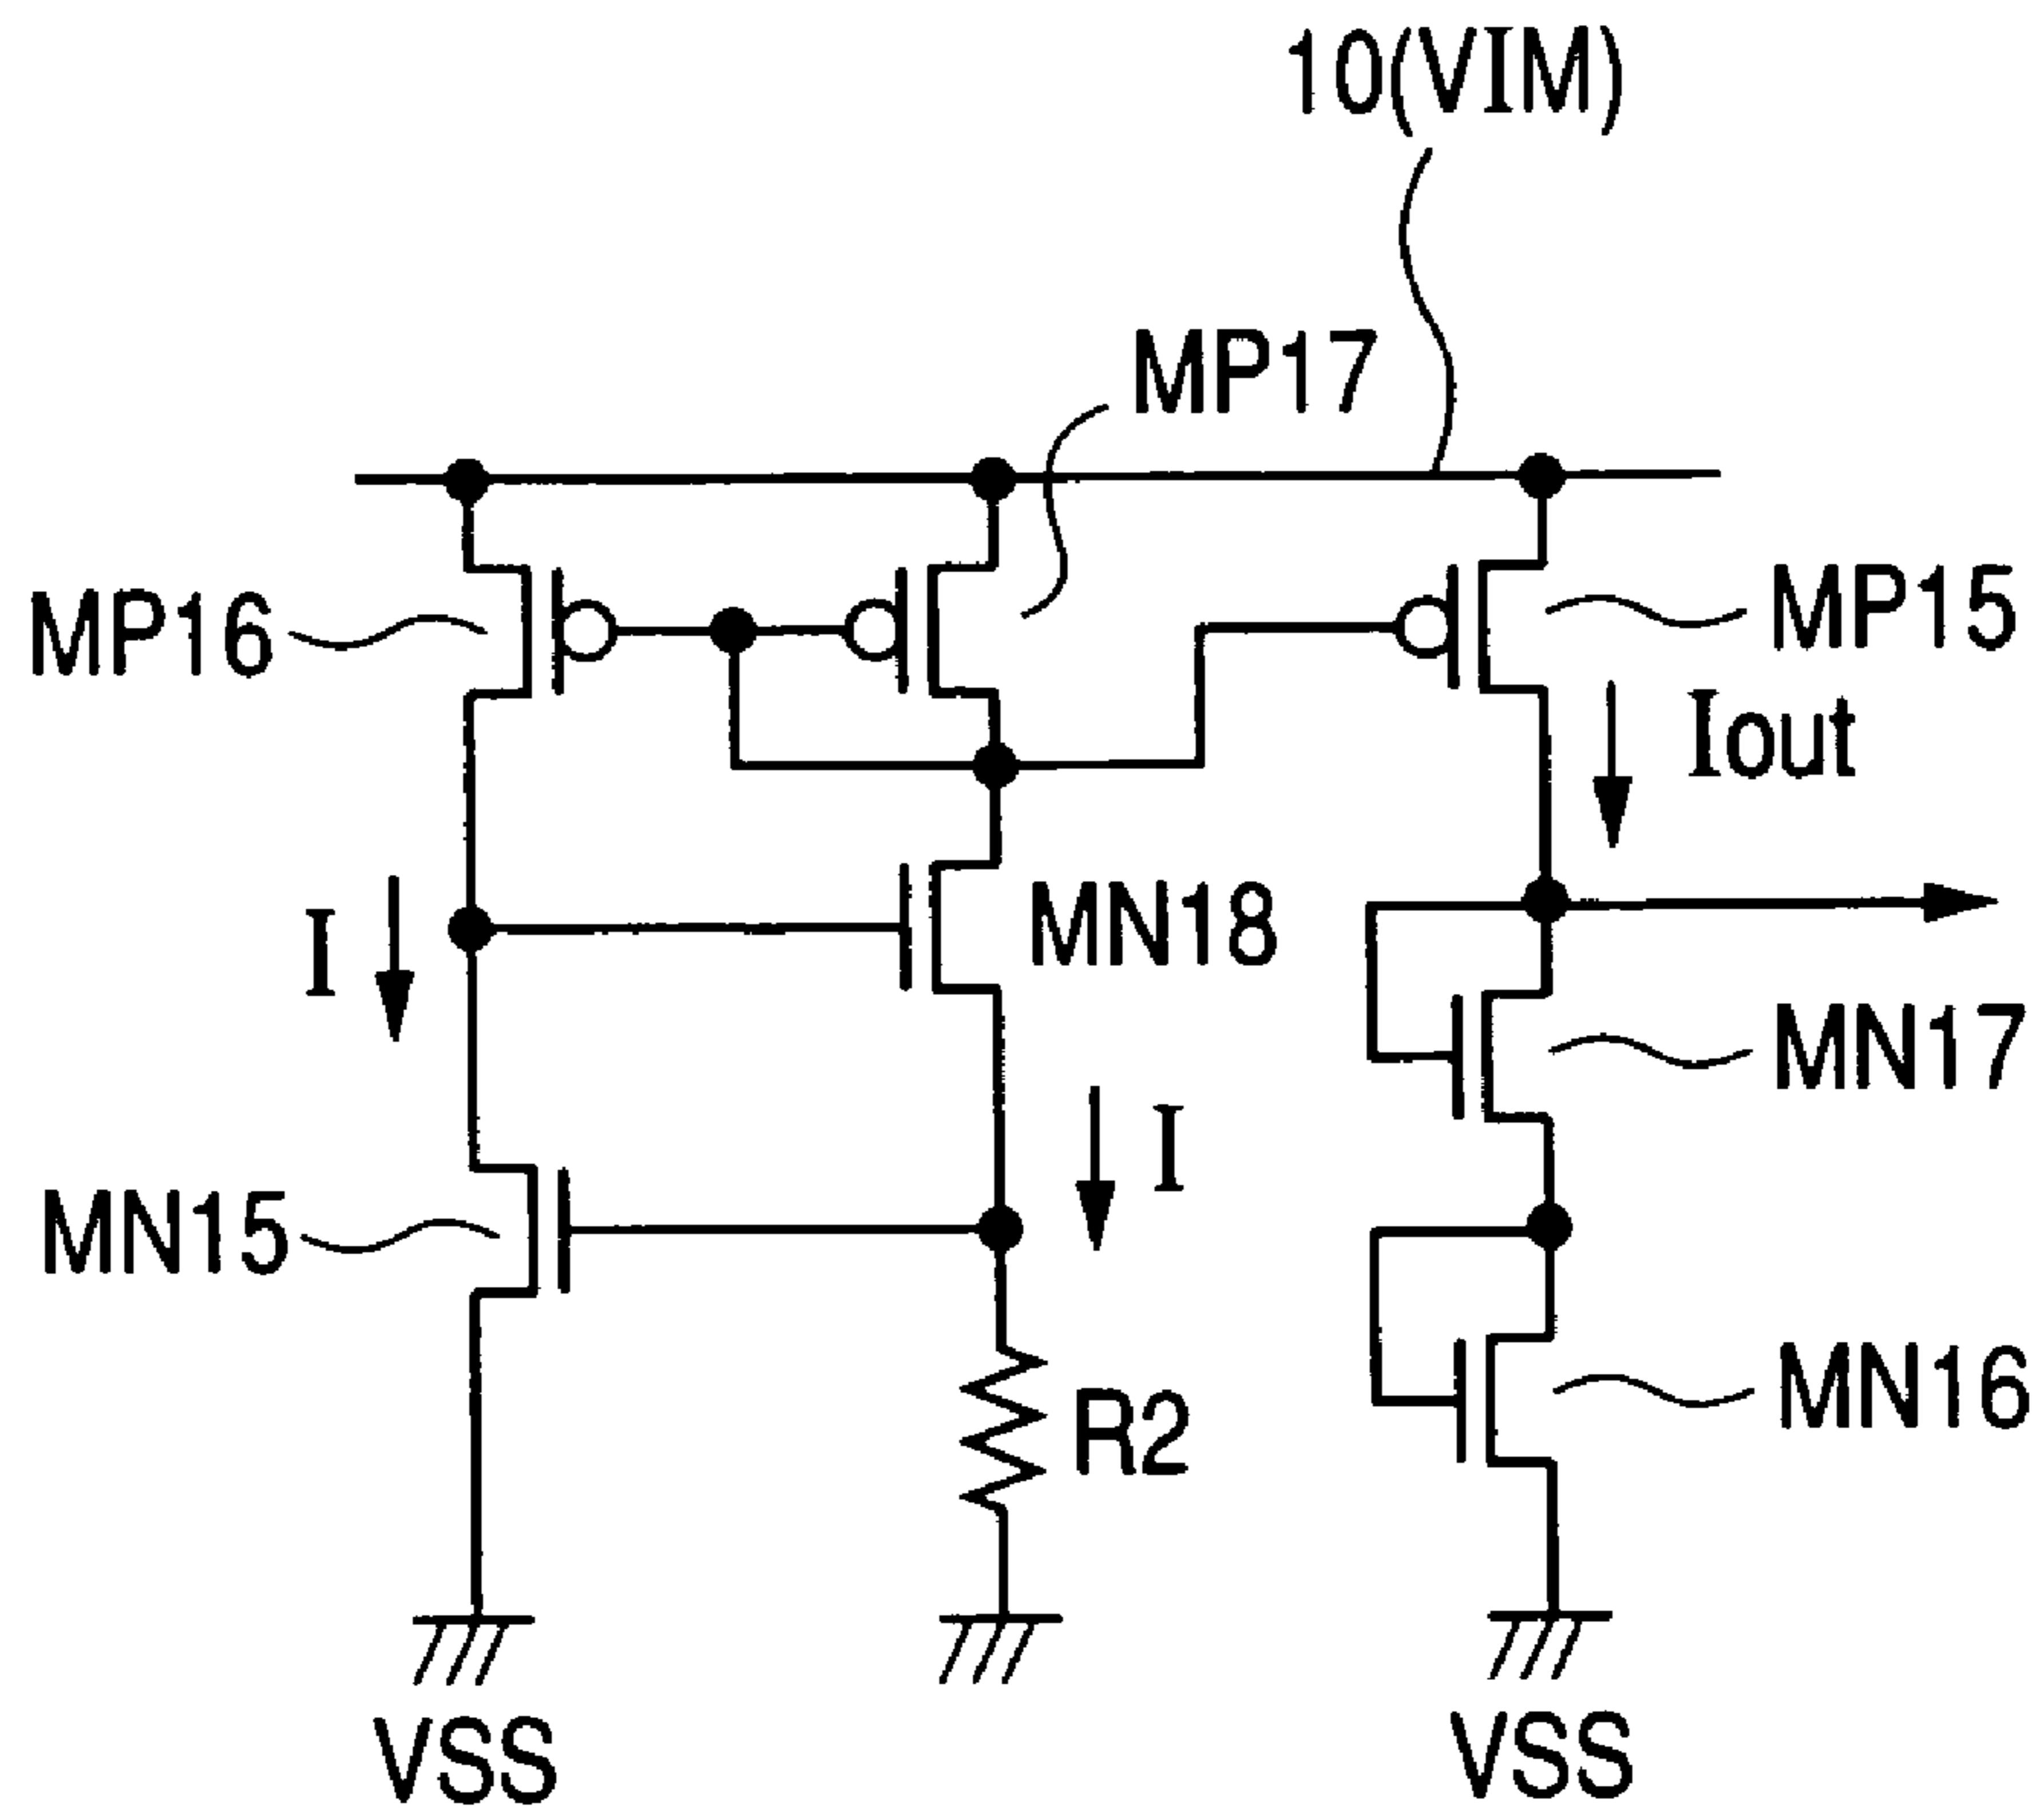 10(VIM)
MP17
MP16
MP15
Iout
I
MN18
MN17
I
MN15
R2
MN16
VSS
VSS